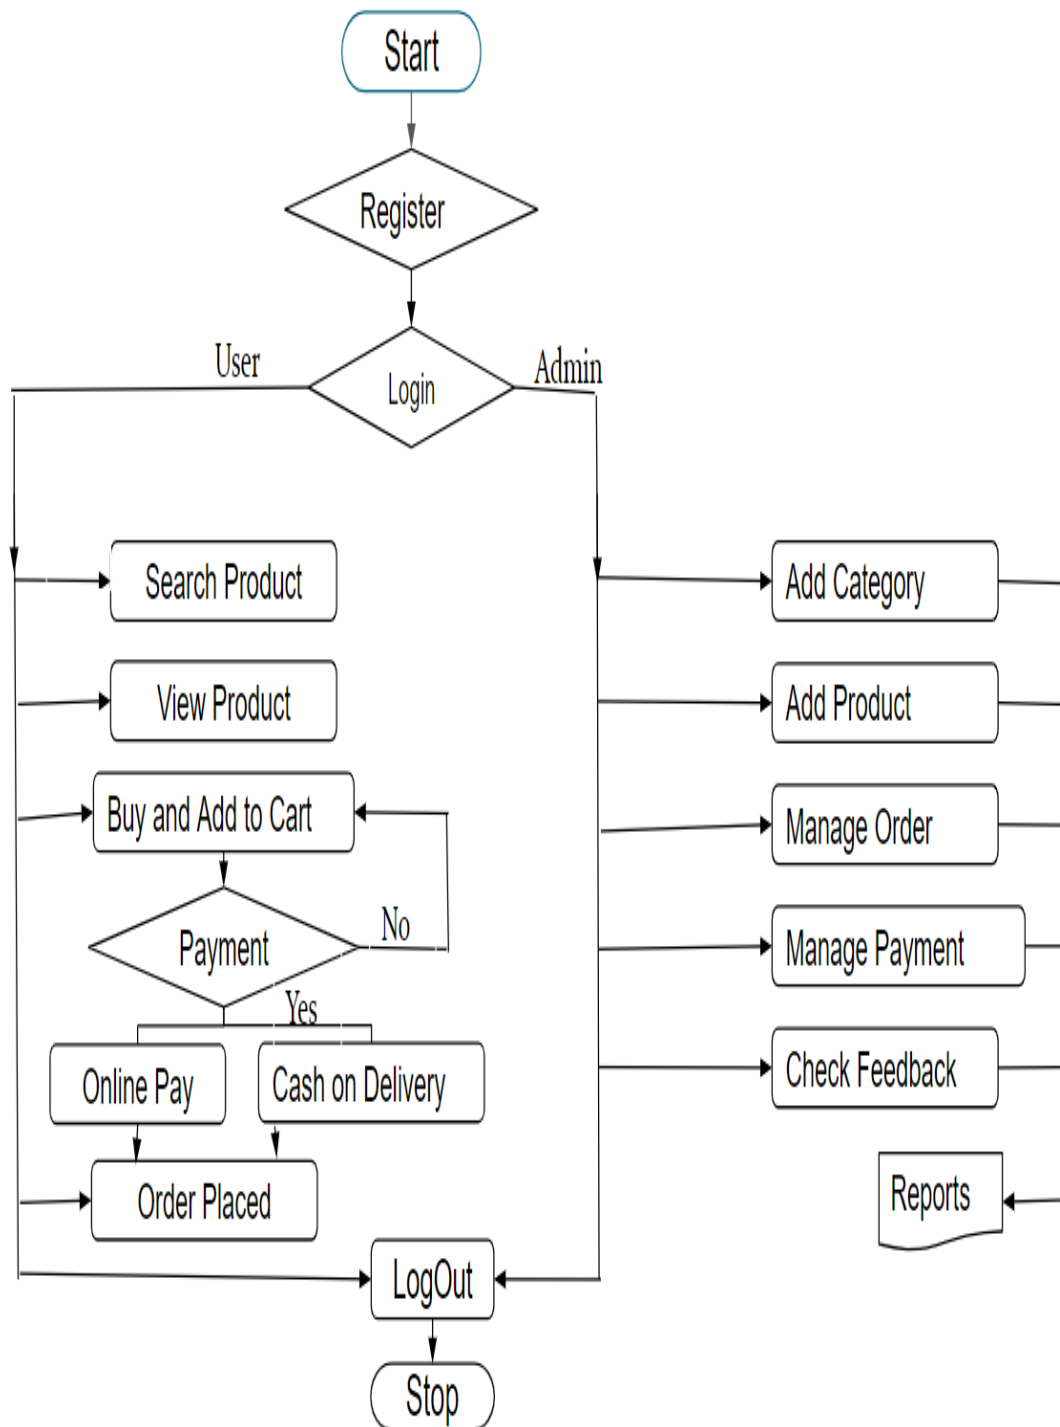 Start
Register
User
Admin
Login
Search Product
Add Category
View Product
Add Product
Buy and Add to Cart
Manage Order
No
Payment
Manage Payment
Yes
Online Pay
Cash on Delivery
Check Feedback
Order Placed
Reports
LogOut
Stop